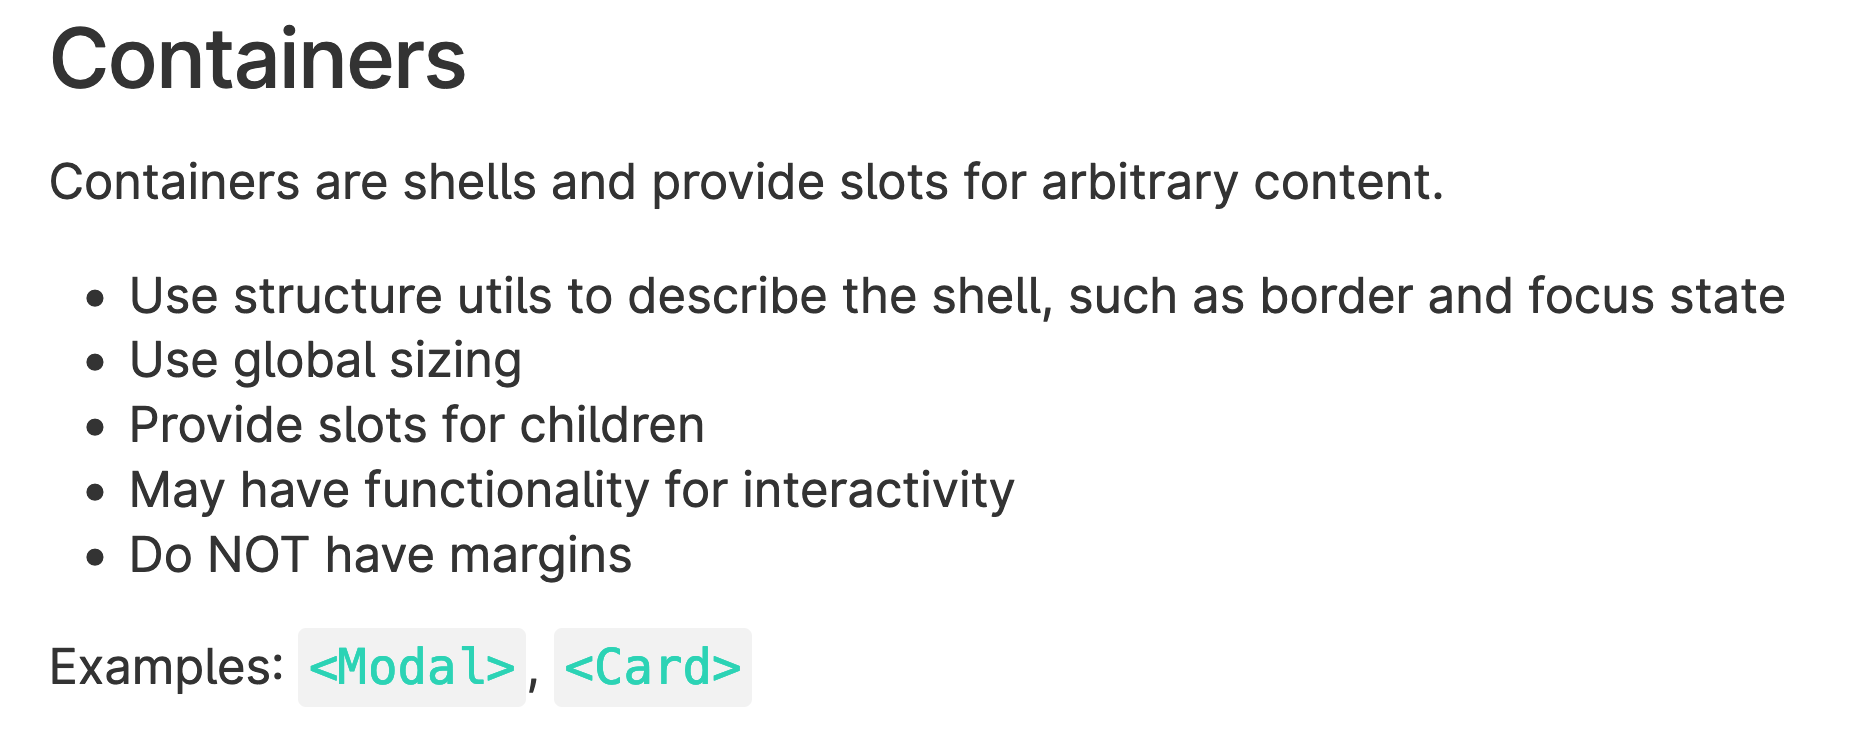 Containers
Containers are shells and provide slots for arbitrary content.
• Use structure utils to describe the shell, such as border and focus state
• Use global sizing
• Provide slots for children
• May have functionality for interactivity
• Do NOT have margins
Examples: <Modal>, <Card>